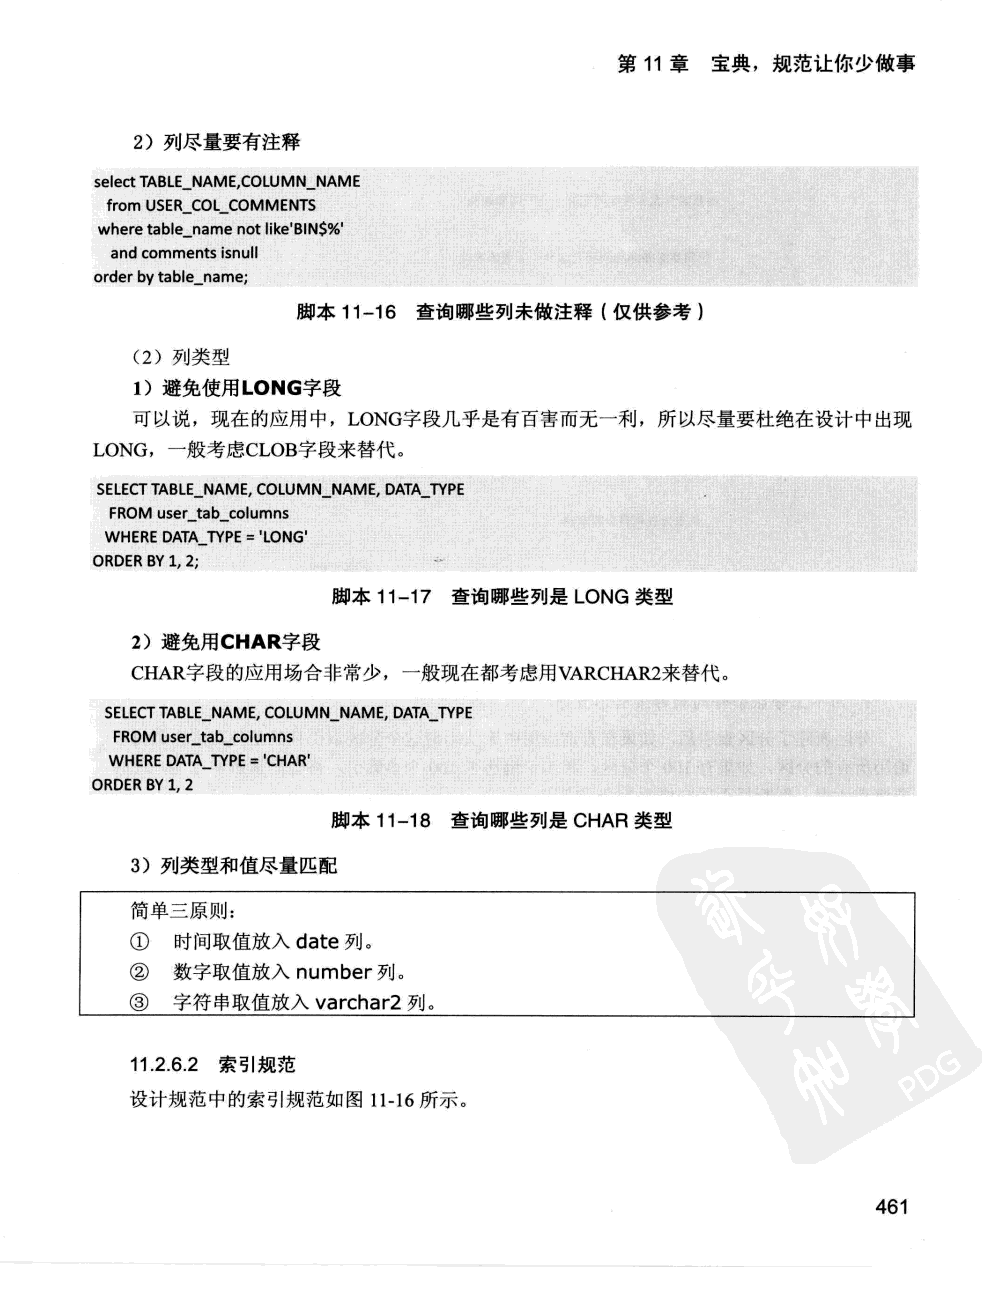 第 11 章 宝典，规范让你少做事
2）列尽量要有注释
select TABLE_NAME,COLUMN_NAME
from USER_COL_COMMENTS
where table_name not like'BIN$%'
and comments isnull
order by table_name;
脚本 11-16 查询哪些列未做注释（仅供参考）
（2）列类型
1）避免使用LONG字段
可以说，现在的应用中，LONG字段几乎是有百害而无一利，所以尽量要杜绝在设计中出现
LONG，一般考虑CLOB字段来替代。
SELECT TABLE_NAME, COLUMN_NAME, DATA_TYPE
FROM user_tab_columns
WHERE DATA_TYPE = 'LONG'
ORDER BY 1, 2;
脚本 11-17 查询哪些列是 LONG 类型
2）避免用CHAR字段
CHAR字段的应用场合非常少，一般现在都考虑用VARCHAR2来替代。
SELECT TABLE_NAME, COLUMN_NAME, DATA_TYPE
FROM user_tab_columns
WHERE DATA_TYPE = 'CHAR'
ORDER BY 1, 2
脚本 11-18 查询哪些列是 CHAR 类型
3）列类型和值尽量匹配
简单三原则：
① 时间取值放入 date 列。
② 数字取值放入 number 列。
③ 字符串取值放入 varchar2 列。
11.2.6.2 索引规范
设计规范中的索引规范如图 11-16 所示。
PDG
461